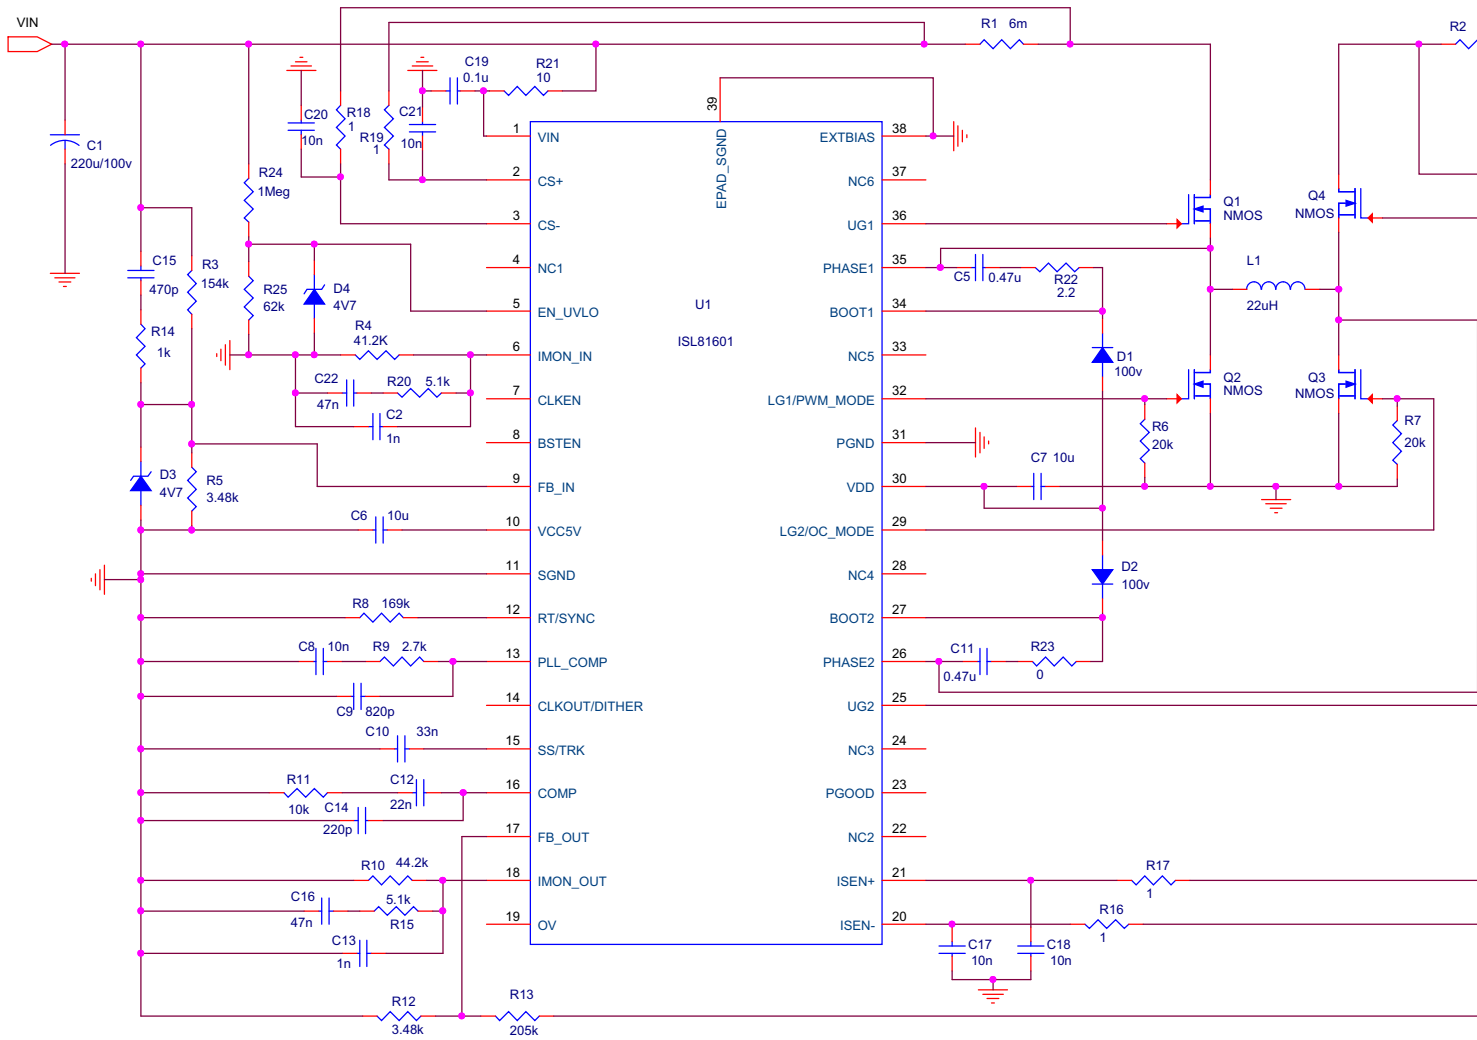 VIN
C1
220u/100v
R24
1Meg
C15
470p
R3
154k
R14
1k
R25
62k
D4
4V7
D3
4V7
R5
3.48k
C20
10n
R18
1
R19
1
C21
10n
C19
0.1u
R21
10
R1 6m
R2
R4
41.2K
C22
47n
R20 5.1k
C2
1n
C6 10u
R8 169k
C8 10n
R9 2.7k
C9 820p
C10 33n
R11
10k
C12
22n
C14
220p
R10 44.2k
C16
47n
5.1k
R15
C13
1n
R12
3.48k
R13
205k
U1
ISL81601
39
EPAD_SGND
1 VIN
2 CS+
3 CS-
4 NC1
5 EN_UVLO
6 IMON_IN
7 CLKEN
8 BSTEN
9 FB_IN
10 VCC5V
11 SGND
12 RT/SYNC
13 PLL_COMP
14 CLKOUT/DITHER
15 SS/TRK
16 COMP
17 FB_OUT
18 IMON_OUT
19 OV
EXTBIAS 38
NC6 37
UG1 36
PHASE1 35
BOOT1 34
NC5 33
LG1/PWM_MODE 32
PGND 31
VDD 30
LG2/OC_MODE 29
NC4 28
BOOT2 27
PHASE2 26
UG2 25
NC3 24
PGOOD 23
NC2 22
ISEN+ 21
ISEN- 20
Q1
NMOS
Q4
NMOS
C5 0.47u
R22
2.2
L1
22uH
D1
100v
Q2
NMOS
Q3
NMOS
R6
20k
R7
20k
C7 10u
D2
100v
C11
0.47u
R23
0
R17
1
R16
1
C17
10n
C18
10n